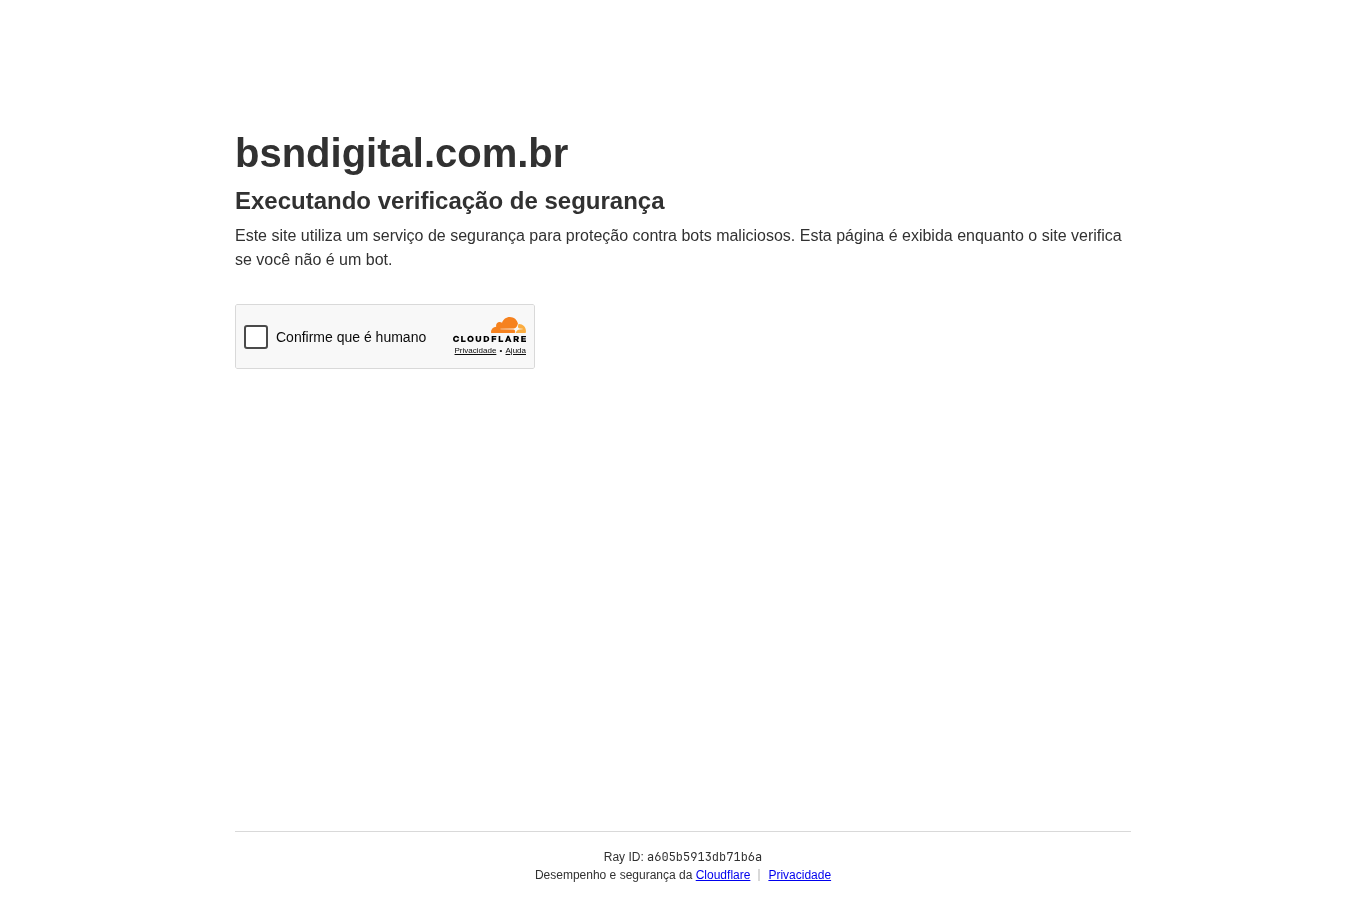 bsndigital.com.br
Executando verificação de segurança
Este site utiliza um serviço de segurança para proteção contra bots maliciosos. Esta página é exibida enquanto o site verifica
se você não é um bot.
Confirme que é humano
CLOUDFLARE
Privacidade • Ajuda
Ray ID: a605b5913db71b6a
Desempenho e segurança da Cloudflare | Privacidade